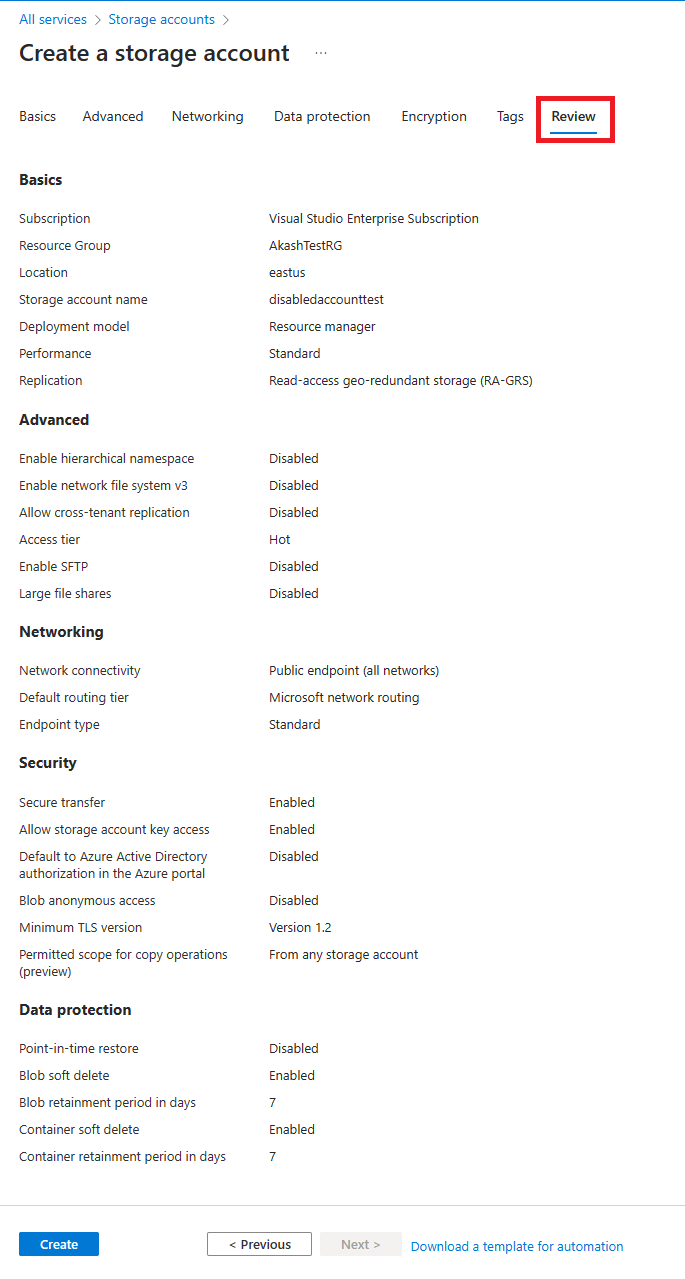 All services > Storage accounts >
Create a storage account ...
Basics Advanced Networking Data protection Encryption Tags Review
Basics
Subscription Visual Studio Enterprise Subscription
Resource Group AkashTestRG
Location eastus
Storage account name disabledaccounttest
Deployment model Resource manager
Performance Standard
Replication Read-access geo-redundant storage (RA-GRS)
Advanced
Enable hierarchical namespace Disabled
Enable network file system v3 Disabled
Allow cross-tenant replication Disabled
Access tier Hot
Enable SFTP Disabled
Large file shares Disabled
Networking
Network connectivity Public endpoint (all networks)
Default routing tier Microsoft network routing
Endpoint type Standard
Security
Secure transfer Enabled
Allow storage account key access Enabled
Default to Azure Active Directory Disabled
authorization in the Azure portal
Blob anonymous access Disabled
Minimum TLS version Version 1.2
Permitted scope for copy operations From any storage account
(preview)
Data protection
Point-in-time restore Disabled
Blob soft delete Enabled
Blob retainment period in days 7
Container soft delete Enabled
Container retainment period in days 7
Create < Previous Next > Download a template for automation